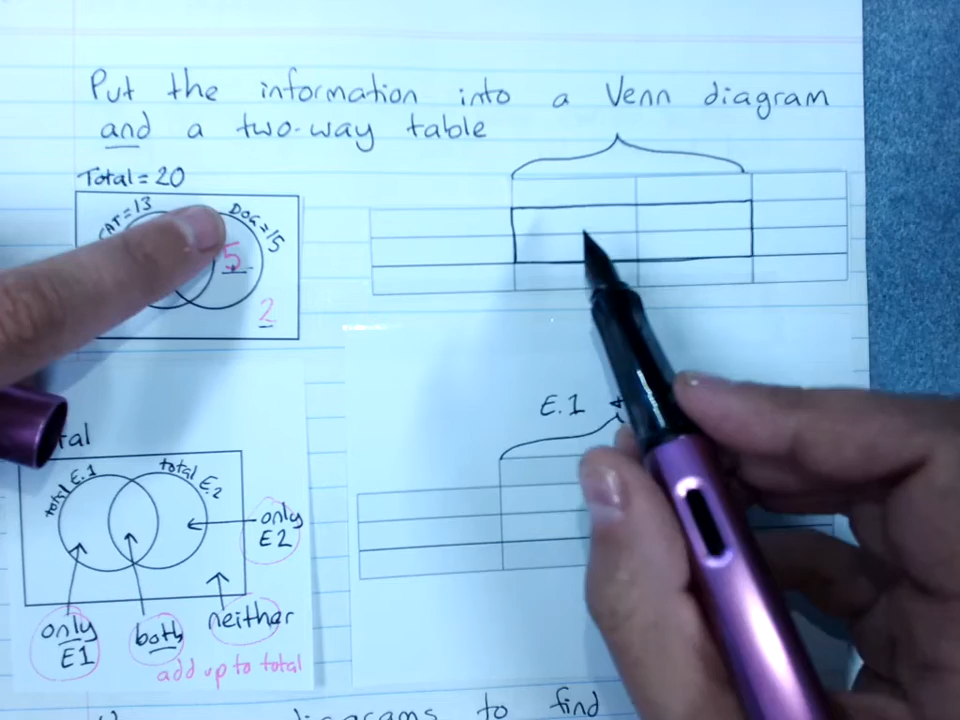 Put the information into a Venn diagram
and a two-way table
Total = 20
CAT=13
DOG=15
5
2
E.1
total E.1
total E.2
only
E2
only
E1
both
neither
add up to total
to find